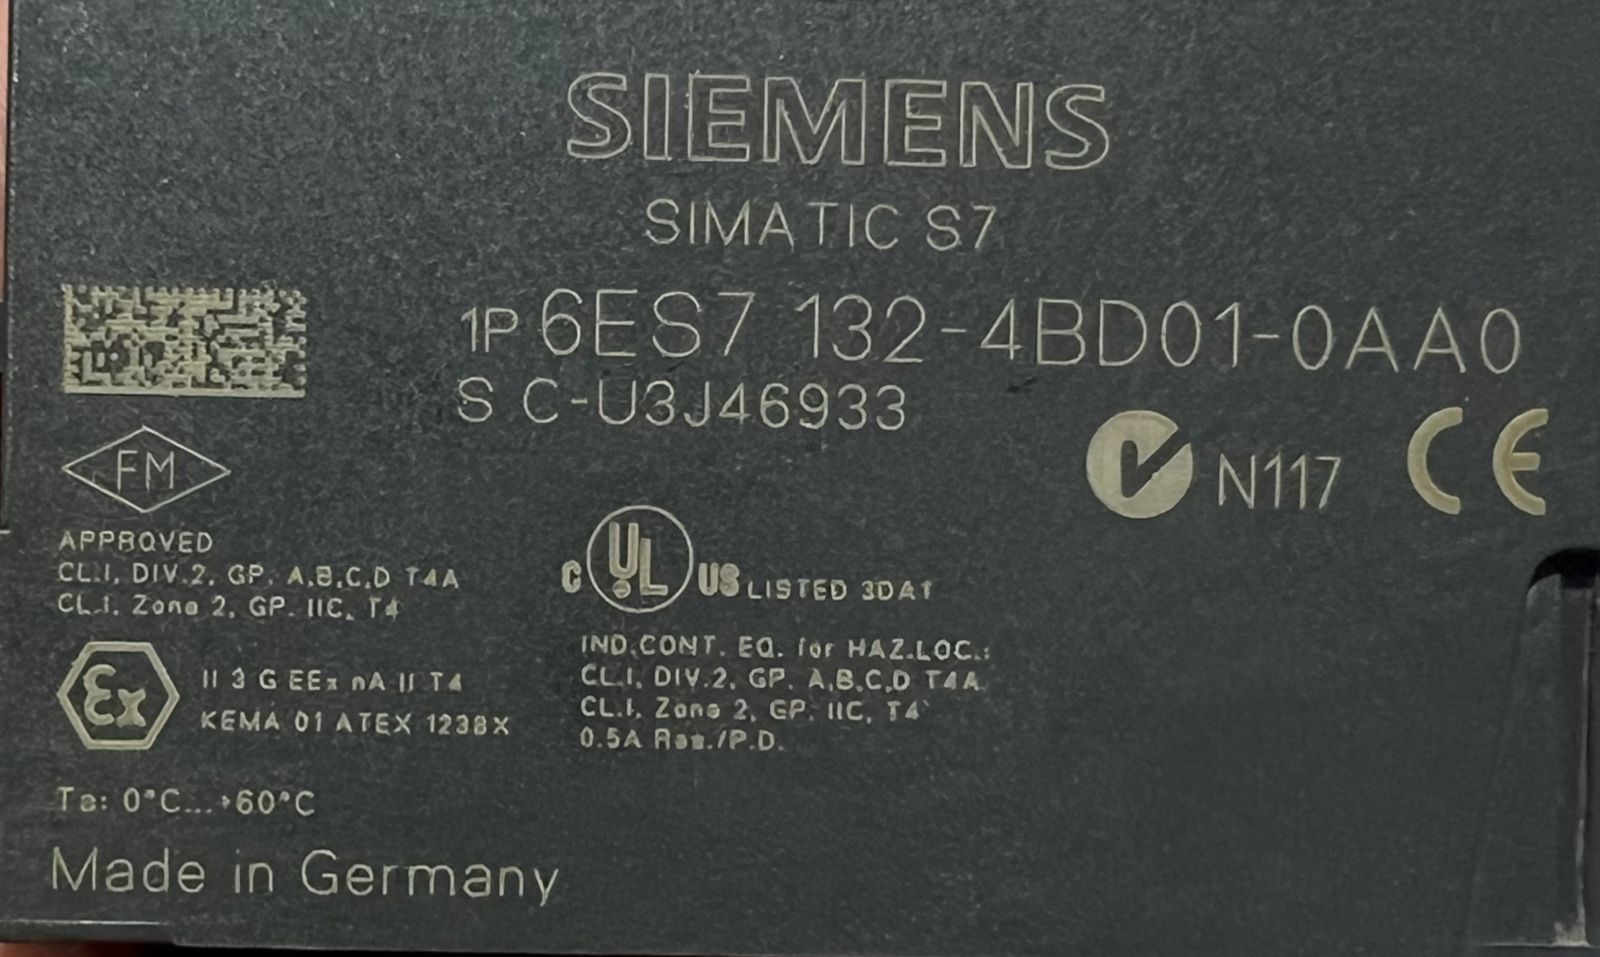 SIEMENS
SIMATIC S7
1P 6ES7 132-4BD01-0AA0
S C-U3J46933
N117 CE
FM
APPROVED
CL.I, DIV.2, GP. A,B,C,D T4A
CL.I, Zone 2, GP. IIC, T4
C UL US LISTED 3DA1
IND.CONT. EQ. for HAZ.LOC.:
CL.I, DIV.2, GP. A,B,C,D T4A
CL.I, Zone 2, GP. IIC, T4
0.5A Res./P.D.
Ex
II 3 G EEx nA II T4
KEMA 01 ATEX 1238X
Ta: 0°C...+60°C
Made in Germany